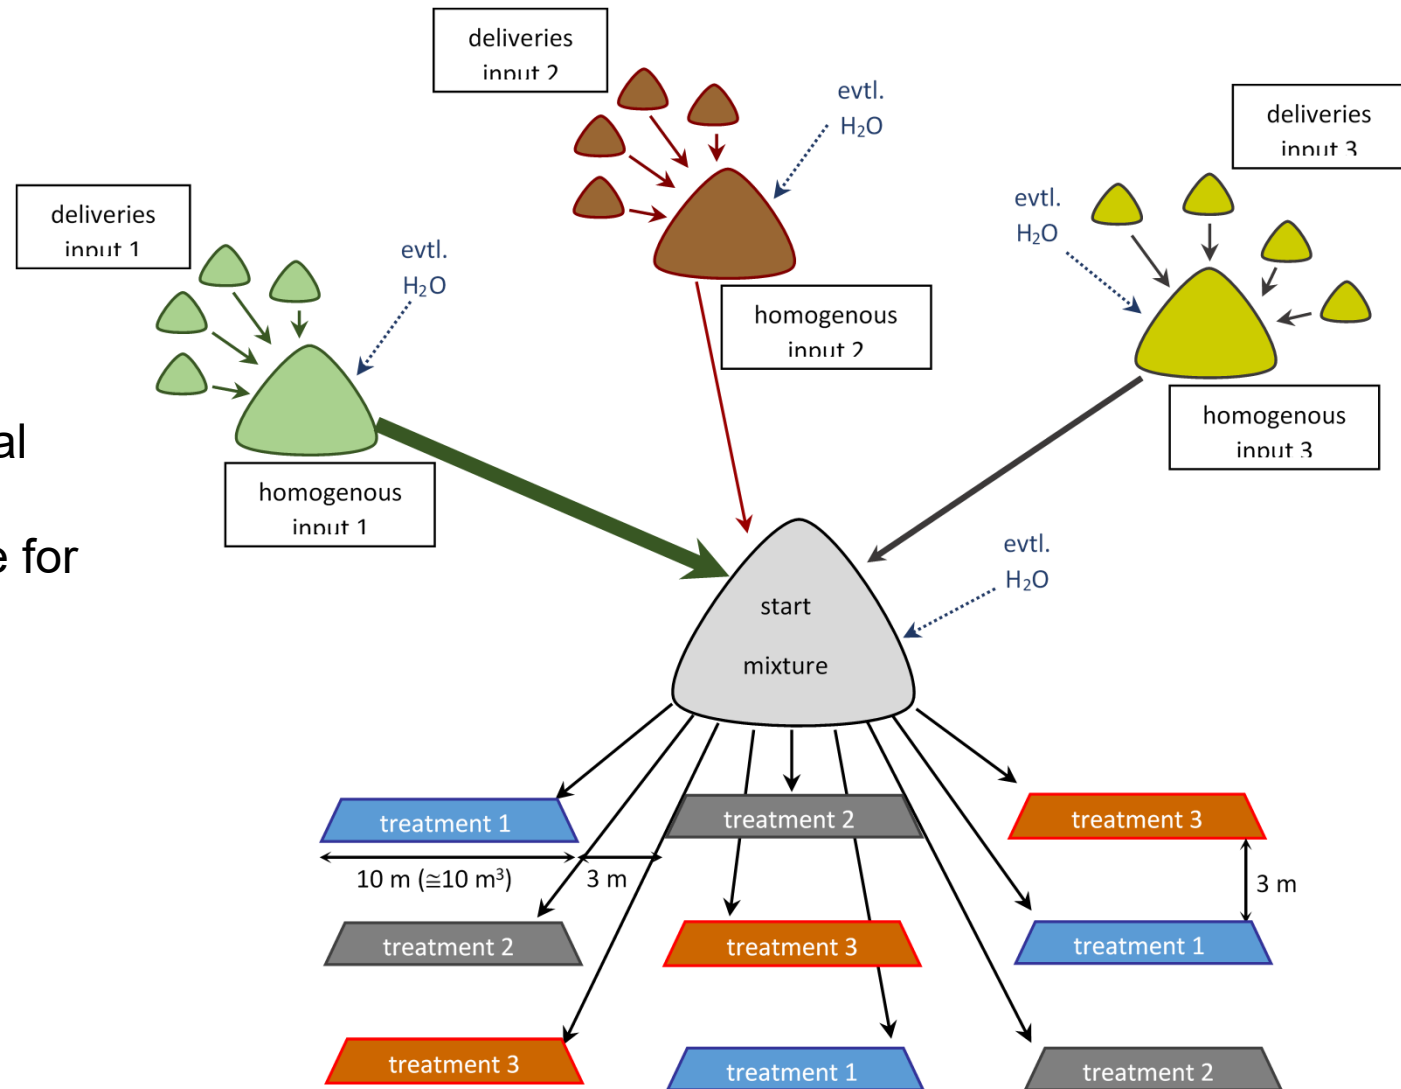 deliveries
input 2
evtl.
H₂O
deliveries
input 3
deliveries
input 1
evtl.
H₂O
evtl.
H₂O
homogenous
input 2
homogenous
input 3
al
homogenous
input 1
e for
evtl.
H₂O
start
mixture
treatment 1
treatment 2
treatment 3
10 m (≅10 m³)
3 m
3 m
treatment 2
treatment 3
treatment 1
treatment 3
treatment 1
treatment 2